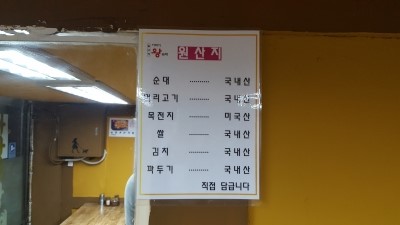 왕
원산지
순대 ········· 국내산
머리고기 ········· 국내산
목전지 ········· 미국산
쌀 ········· 국내산
김치 ········· 국내산
깍두기 ········· 국내산
직접 담급니다